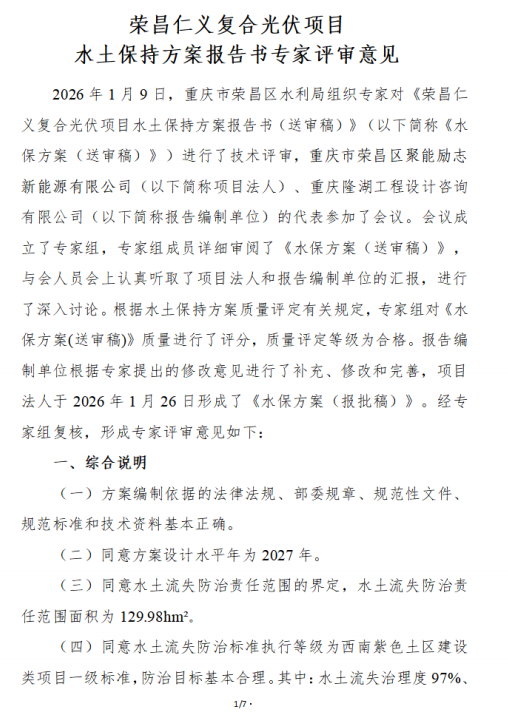 荣昌仁义复合光伏项目
水土保持方案报告书专家评审意见
2026 年 1 月 9 日，重庆市荣昌区水利局组织专家对《荣昌仁
义复合光伏项目水土保持方案报告书（送审稿）》（以下简称《水
保方案（送审稿）》）进行了技术评审，重庆市荣昌区聚能励志
新能源有限公司（以下简称项目法人）、重庆隆湖工程设计咨询
有限公司（以下简称报告编制单位）的代表参加了会议。会议成
立了专家组，专家组成员详细审阅了《水保方案（送审稿）》，
与会人员会上认真听取了项目法人和报告编制单位的汇报，进行
了深入讨论。根据水土保持方案质量评定有关规定，专家组对《水
保方案(送审稿)》质量进行了评分，质量评定等级为合格。报告编
制单位根据专家提出的修改意见进行了补充、修改和完善，项目
法人于 2026 年 1 月 26 日形成了《水保方案（报批稿）》。经专
家组复核，形成专家评审意见如下：
一、综合说明
（一）方案编制依据的法律法规、部委规章、规范性文件、
规范标准和技术资料基本正确。
（二）同意方案设计水平年为 2027 年。
（三）同意水土流失防治责任范围的界定，水土流失防治责
任范围面积为 129.98hm²。
（四）同意水土流失防治标准执行等级为西南紫色土区建设
类项目一级标准，防治目标基本合理。其中：水土流失治理度 97%、
1/7